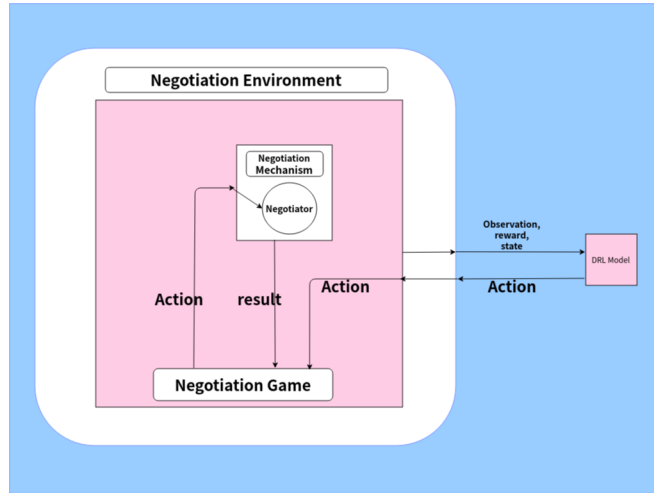 Negotiation Environment
Negotiation
Mechanism
Negotiator
Observation,
reward,
state
DRL Model
Action
result
Action
Action
Negotiation Game